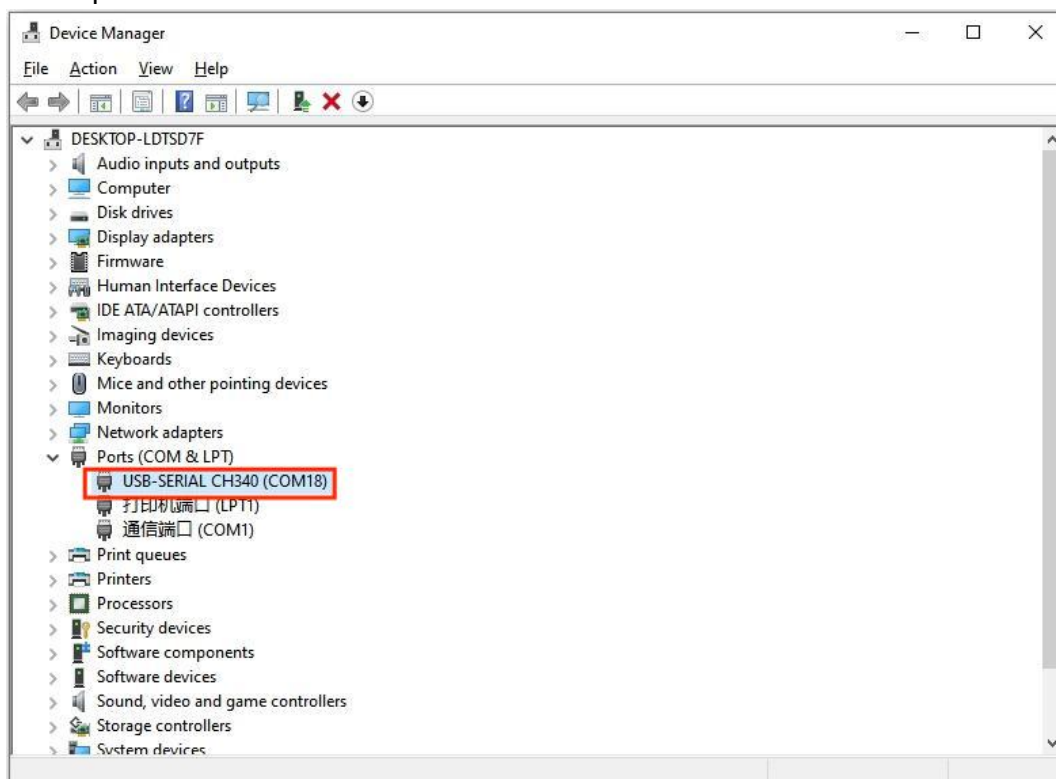 Device Manager
File Action View Help
DESKTOP-LDTSD7F
Audio inputs and outputs
Computer
Disk drives
Display adapters
Firmware
Human Interface Devices
IDE ATA/ATAPI controllers
Imaging devices
Keyboards
Mice and other pointing devices
Monitors
Network adapters
Ports (COM & LPT)
USB-SERIAL CH340 (COM18)
打印机端口 (LPT1)
通信端口 (COM1)
Print queues
Printers
Processors
Security devices
Software components
Software devices
Sound, video and game controllers
Storage controllers
System devices